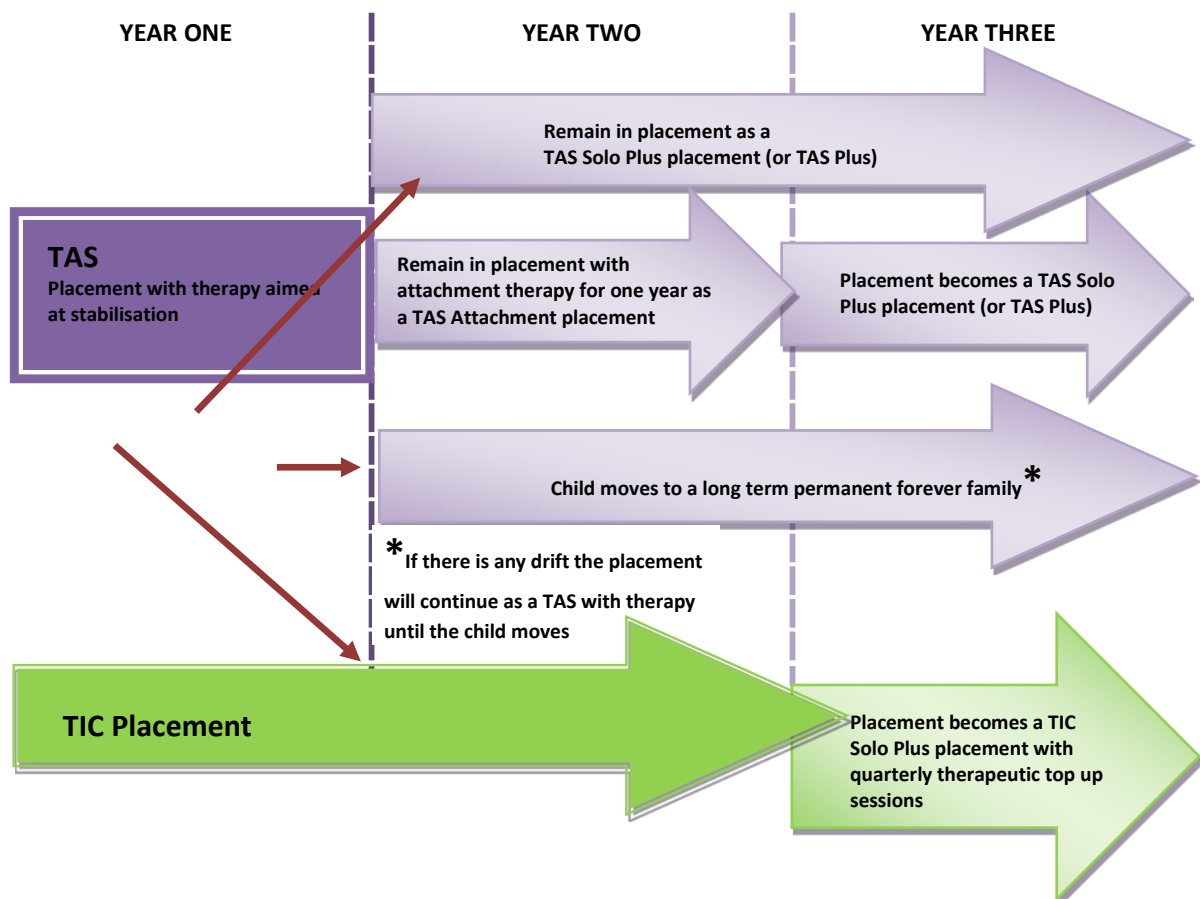 YEAR ONE
YEAR TWO
YEAR THREE
Remain in placement as a
TAS Solo Plus placement (or TAS Plus)
TAS
Placement with therapy aimed
at stabilisation
Remain in placement with
attachment therapy for one year as
a TAS Attachment placement
Placement becomes a TAS Solo
Plus placement (or TAS Plus)
Child moves to a long term permanent forever family*
*If there is any drift the placement
will continue as a TAS with therapy
until the child moves
TIC Placement
Placement becomes a TIC
Solo Plus placement with
quarterly therapeutic top up
sessions